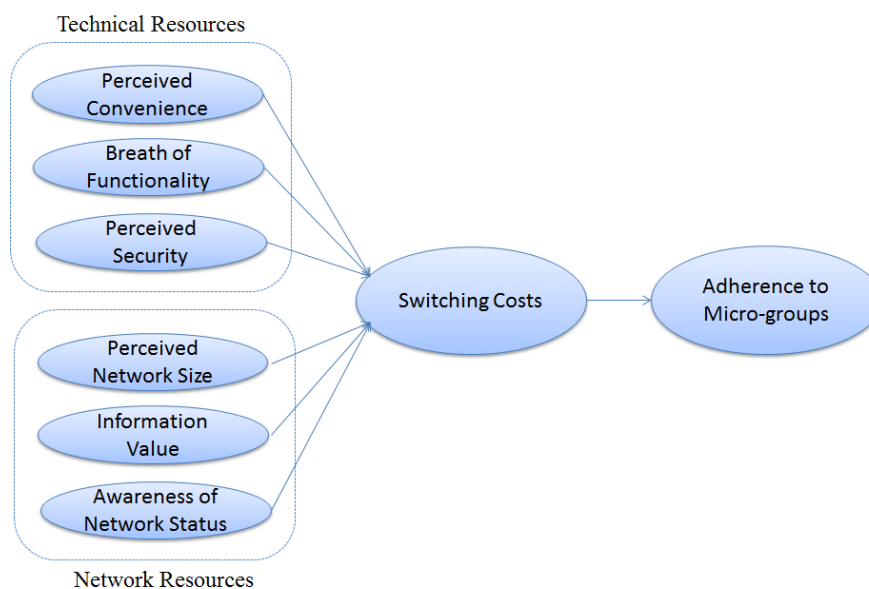 Technical Resources
Perceived
Convenience
Breath of
Functionality
Perceived
Security
Switching Costs
Adherence to
Micro-groups
Perceived
Network Size
Information
Value
Awareness of
Network Status
Network Resources